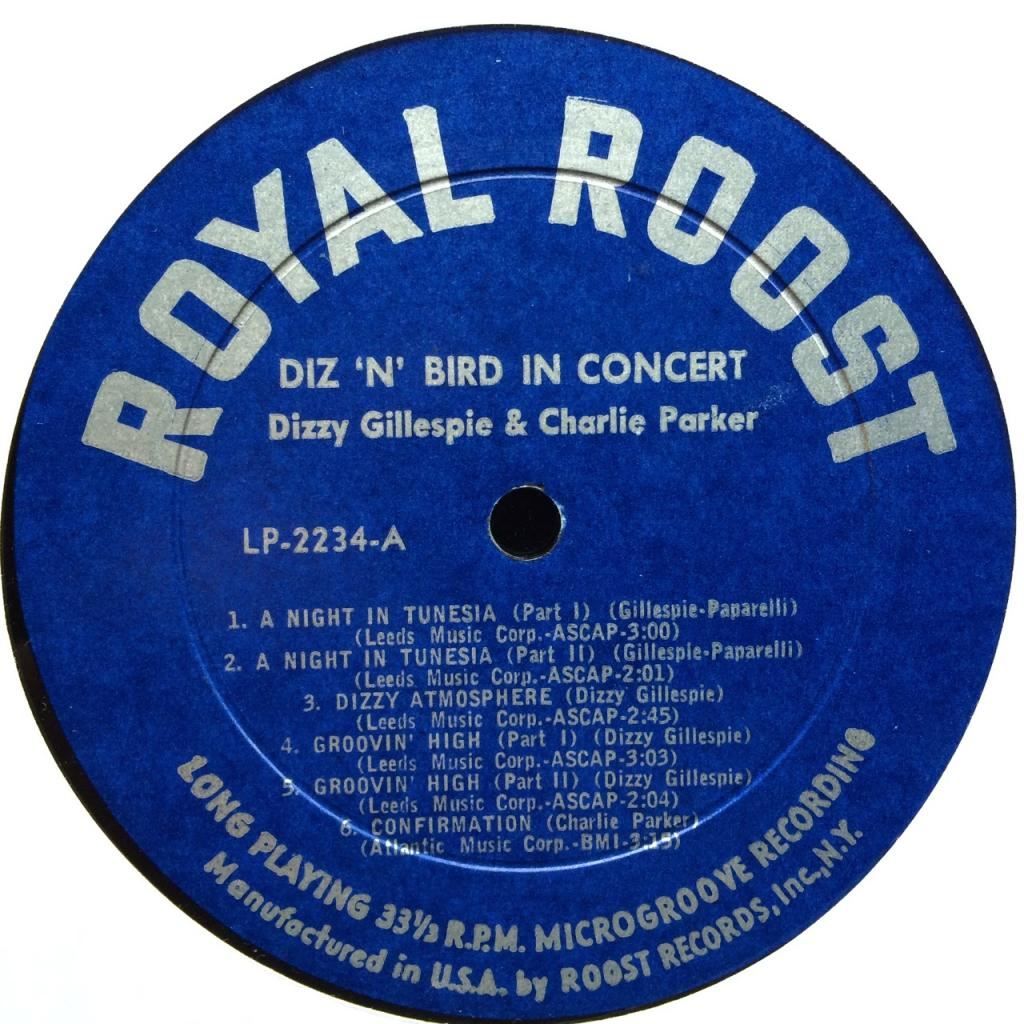 ROYAL ROOST
DIZ 'N' BIRD IN CONCERT
Dizzy Gillespie & Charlie Parker
LP-2234-A
1. A NIGHT IN TUNESIA (Part I) (Gillespie-Paparelli)
(Leeds Music Corp.-ASCAP-3:00)
2. A NIGHT IN TUNESIA (Part II) (Gillespie-Paparelli)
(Leeds Music Corp.-ASCAP-2:01)
3. DIZZY ATMOSPHERE (Dizzy Gillespie)
(Leeds Music Corp.-ASCAP-2:45)
4. GROOVIN' HIGH (Part I) (Dizzy Gillespie)
(Leeds Music Corp.-ASCAP-3:03)
5. GROOVIN' HIGH (Part II) (Dizzy Gillespie)
(Leeds Music Corp.-ASCAP-2:04)
6. CONFIRMATION (Charlie Parker)
(Atlantic Music Corp.-BMI-3:15)
LONG PLAYING 33⅓ R.P.M. MICROGROOVE RECORDING
Manufactured in U.S.A. by ROOST RECORDS, Inc., N.Y.